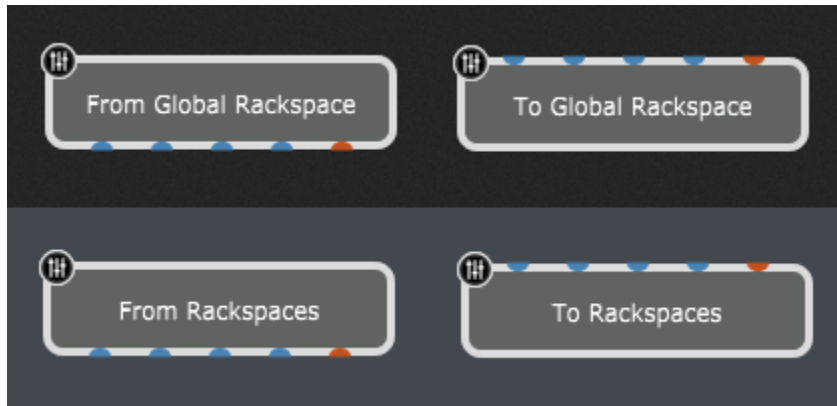 From Global Rackspace
To Global Rackspace
From Rackspaces
To Rackspaces